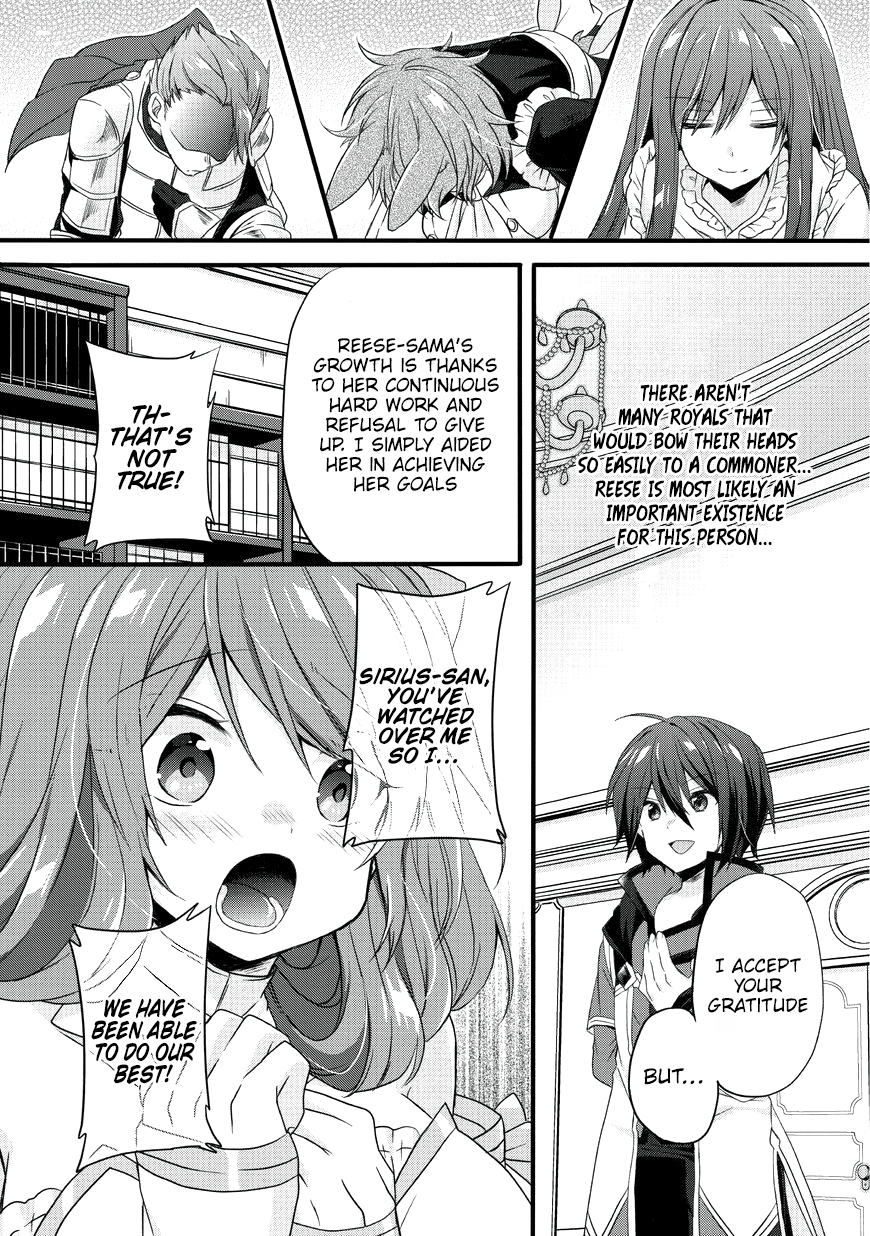 THERE AREN'T
MANY ROYALS THAT
WOULD BOW THEIR HEADS
SO EASILY TO A COMMONER...
REESE IS MOST LIKELY AN
IMPORTANT EXISTENCE
FOR THIS PERSON...
I ACCEPT
YOUR
GRATITUDE
BUT...
REESE-SAMA'S
GROWTH IS THANKS
TO HER CONTINUOUS
HARD WORK AND
REFUSAL TO GIVE
UP. I SIMPLY AIDED
HER IN ACHIEVING
HER GOALS
TH-
THAT'S
NOT
TRUE!
SIRIUS-SAN,
YOU'VE
WATCHED
OVER ME
SO I...
WE HAVE
BEEN ABLE
TO DO OUR
BEST!